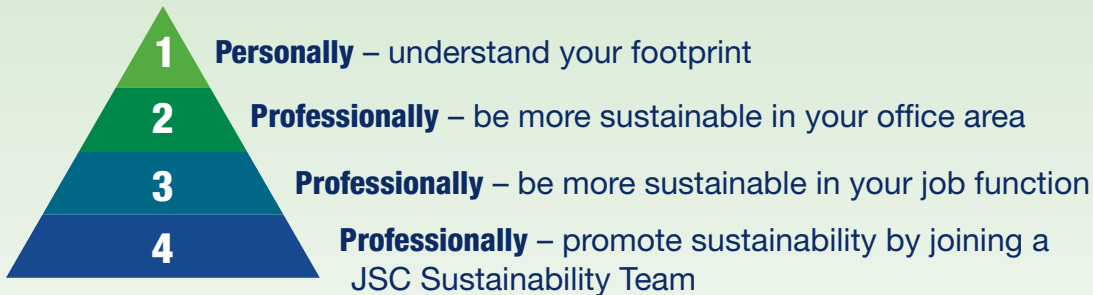 1 Personally – understand your footprint
2 Professionally – be more sustainable in your office area
3 Professionally – be more sustainable in your job function
4 Professionally – promote sustainability by joining a
JSC Sustainability Team